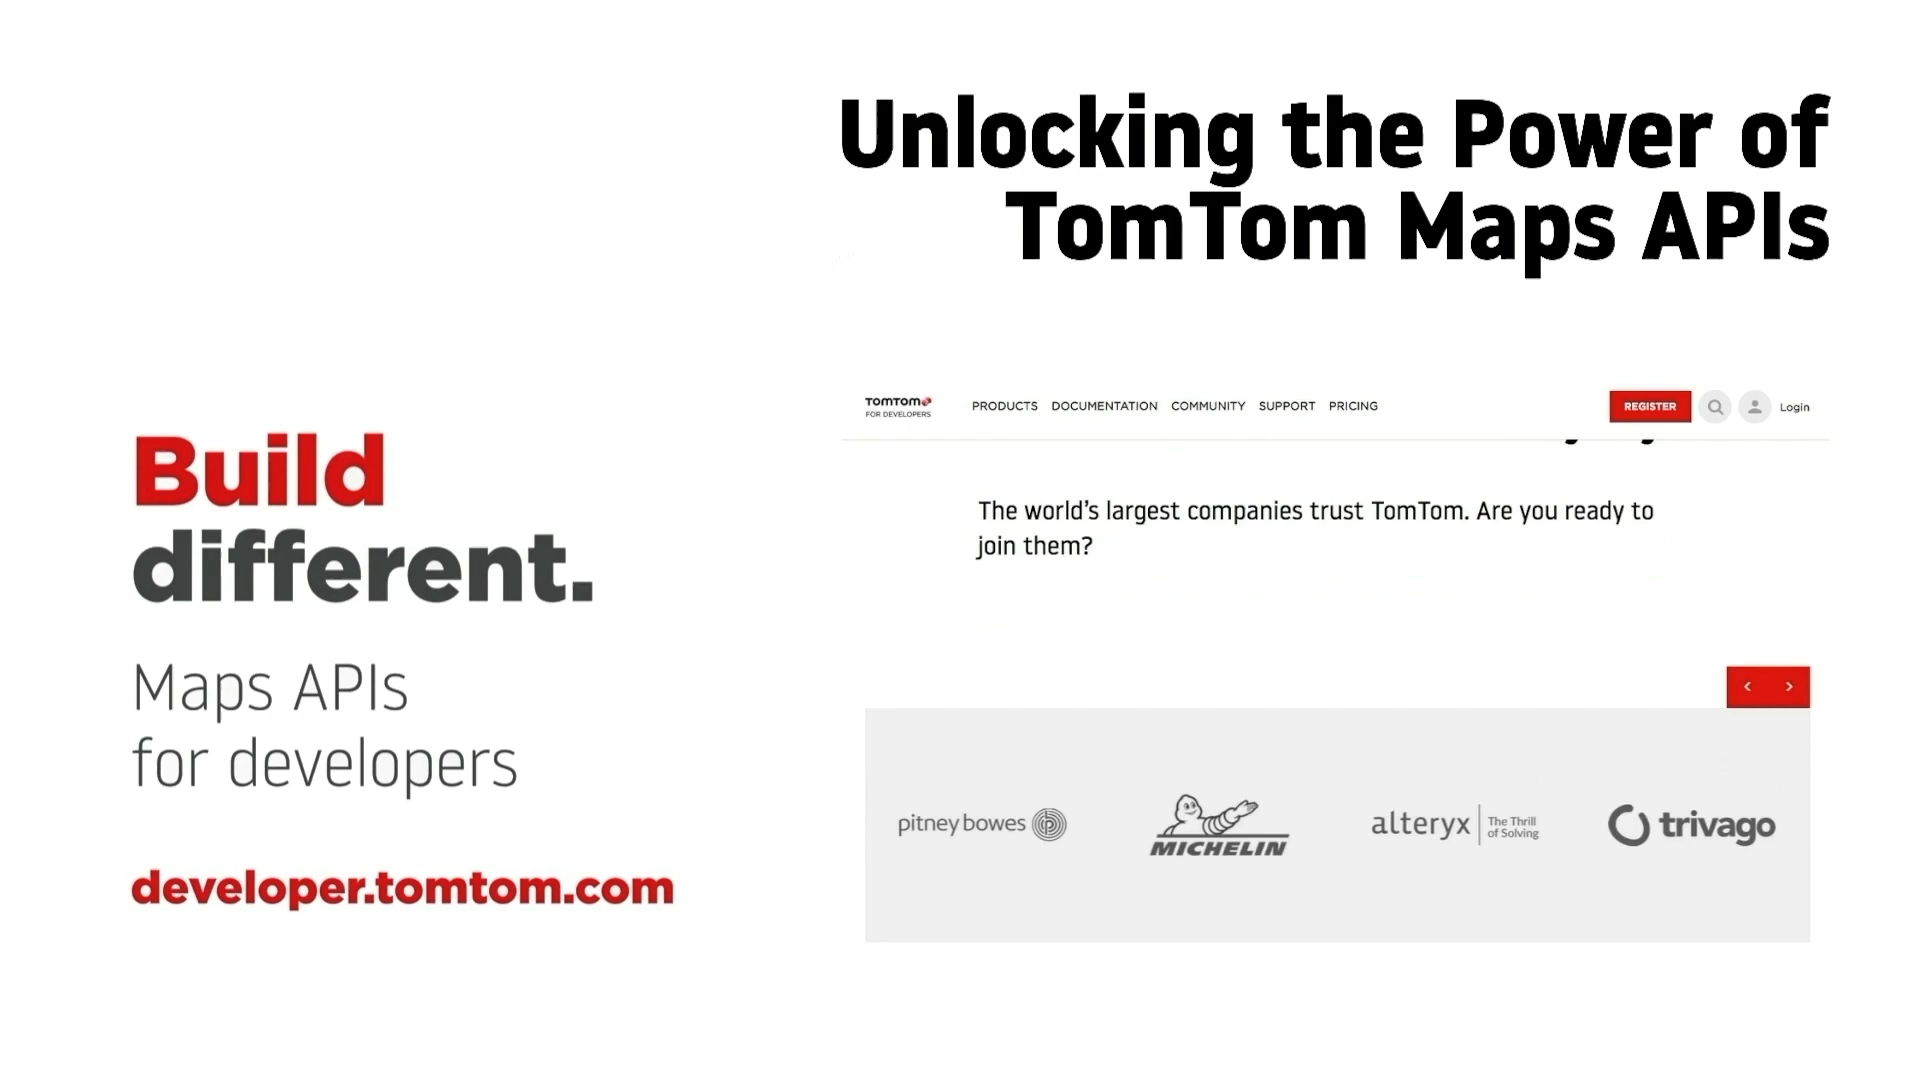 Unlocking the Power of
TomTom Maps APIs
Build
different.
Maps APIs
for developers
developer.tomtom.com
TOMTOM
FOR DEVELOPERS
PRODUCTS DOCUMENTATION COMMUNITY SUPPORT PRICING
REGISTER
Login
The world's largest companies trust TomTom. Are you ready to
join them?
pitney bowes
MICHELIN
alteryx
The Thrill
of Solving
trivago